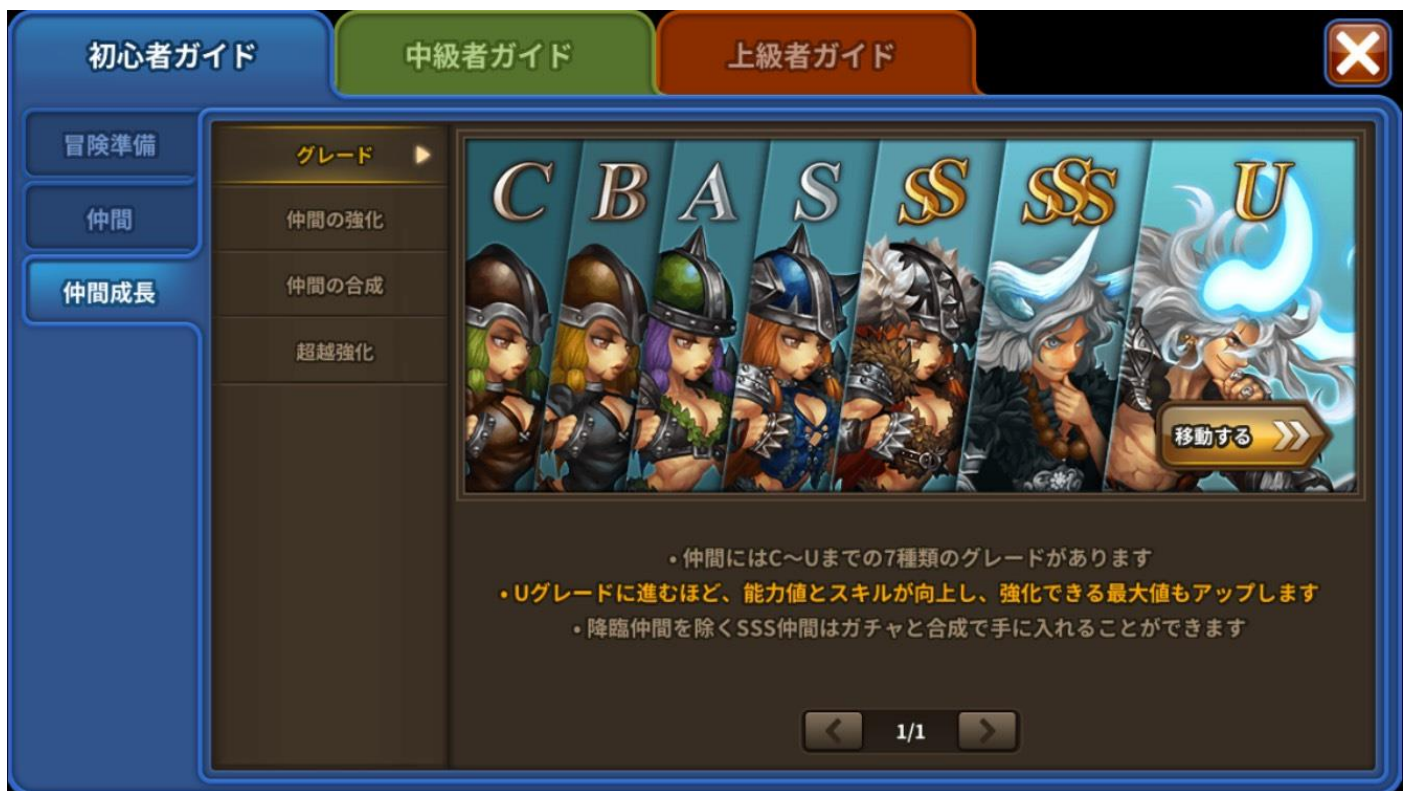 初心者ガイド
中級者ガイド
上級者ガイド
冒険準備
仲間
仲間成長
グレード
仲間の強化
仲間の合成
超越強化
C B A S SS SSS U
移動する
・仲間にはC～Uまでの7種類のグレードがあります
・Uグレードに進むほど、能力値とスキルが向上し、強化できる最大値もアップします
・降臨仲間を除くSSS仲間はガチャと合成で手に入れることができます
1/1